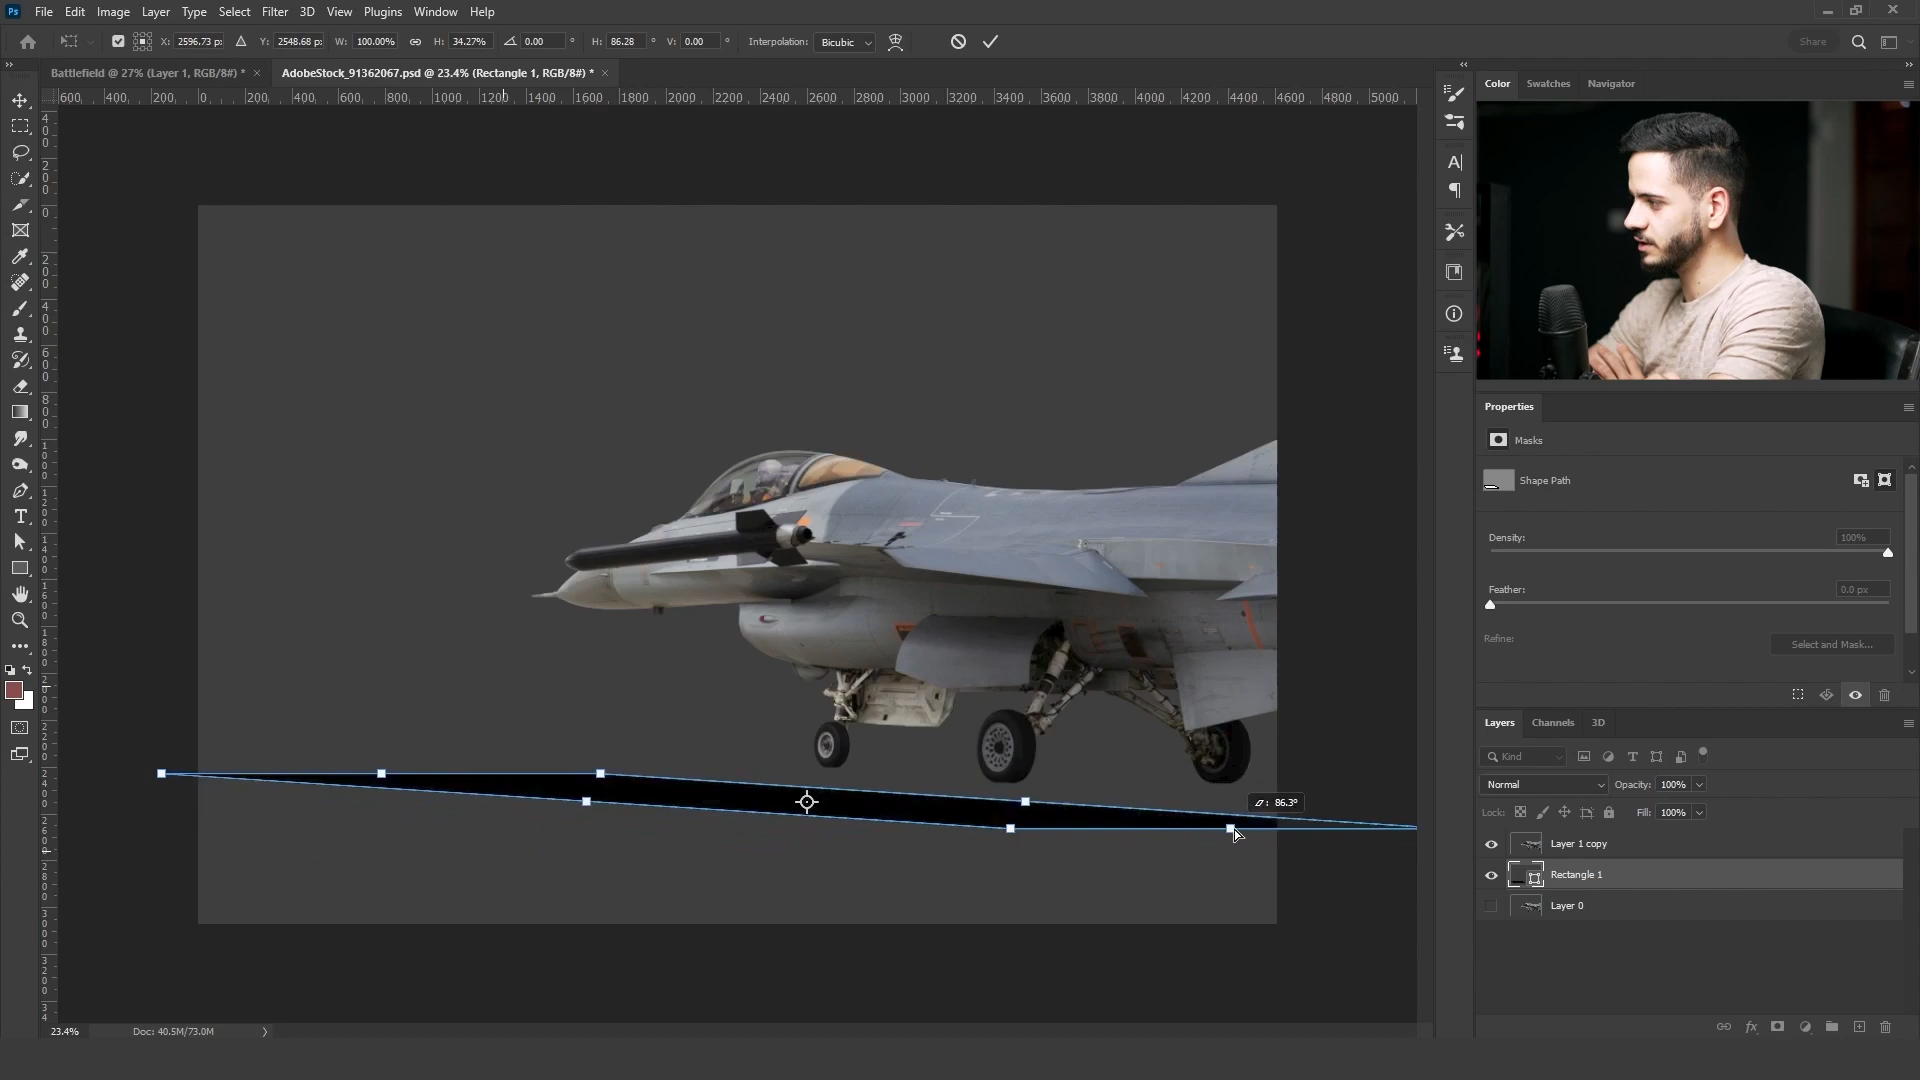 Ps File Edit Image Layer Type Select Filter 3D View Plugins Window Help
X: 2596.73 p: Y: 2548.68 p: W: 100.00% H: 34.27% 0.00 ° H: 86.28 ° V: 0.00 ° Interpolation: Bicubic Share
Battlefield @ 27% (Layer 1, RGB/8#) * × AdobeStock_91362067.psd @ 23.4% (Rectangle 1, RGB/8#) * ×
600 400 200 0 200 400 600 800 1000 1200 1400 1600 1800 2000 2200 2400 2600 2800 3000 3200 3400 3600 3800 4000 4200 4400 4600 4800 5000
Color Swatches Navigator
Properties
Masks
Shape Path
Density: 100%
Feather: 0.0 px
Refine: Select and Mask...
Layers Channels 3D
Kind
Normal Opacity: 100%
Lock: Fill: 100%
86.3°
Layer 1 copy
Rectangle 1
Layer 0
fx
23.4% Doc: 40.5M/73.0M